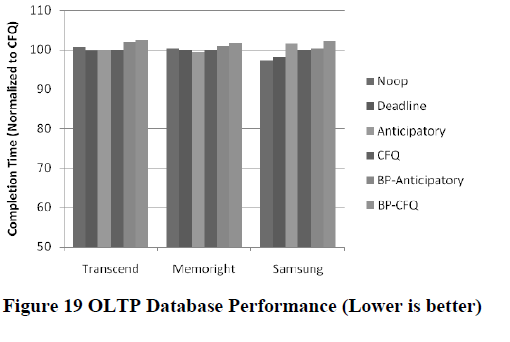 110
100
90
80
70
60
50
Completion Time (Normalized to CFQ)
Transcend
Memoright
Samsung
Noop
Deadline
Anticipatory
CFQ
BP-Anticipatory
BP-CFQ
Figure 19 OLTP Database Performance (Lower is better)